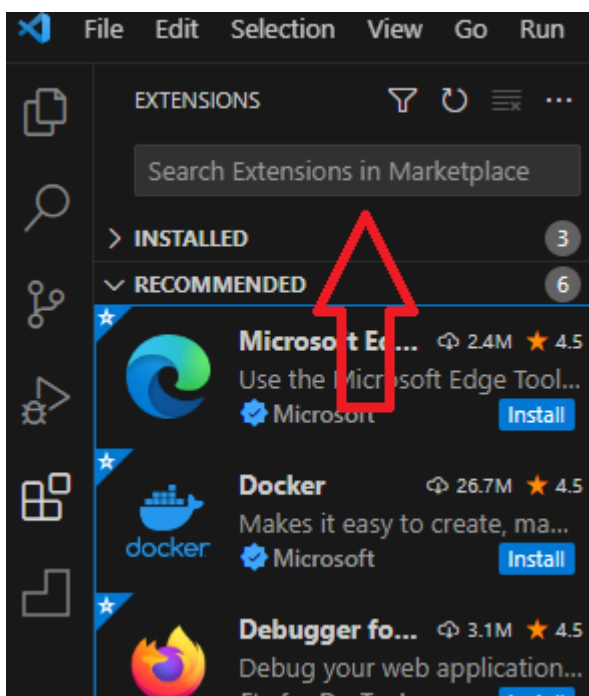 File Edit Selection View Go Run
EXTENSIONS
Search Extensions in Marketplace
INSTALLED 3
RECOMMENDED 6
Microsoft Ed... 2.4M 4.5
Use the Microsoft Edge Tool...
Microsoft Install
Docker 26.7M 4.5
Makes it easy to create, ma...
docker Microsoft Install
Debugger fo... 3.1M 4.5
Debug your web application...